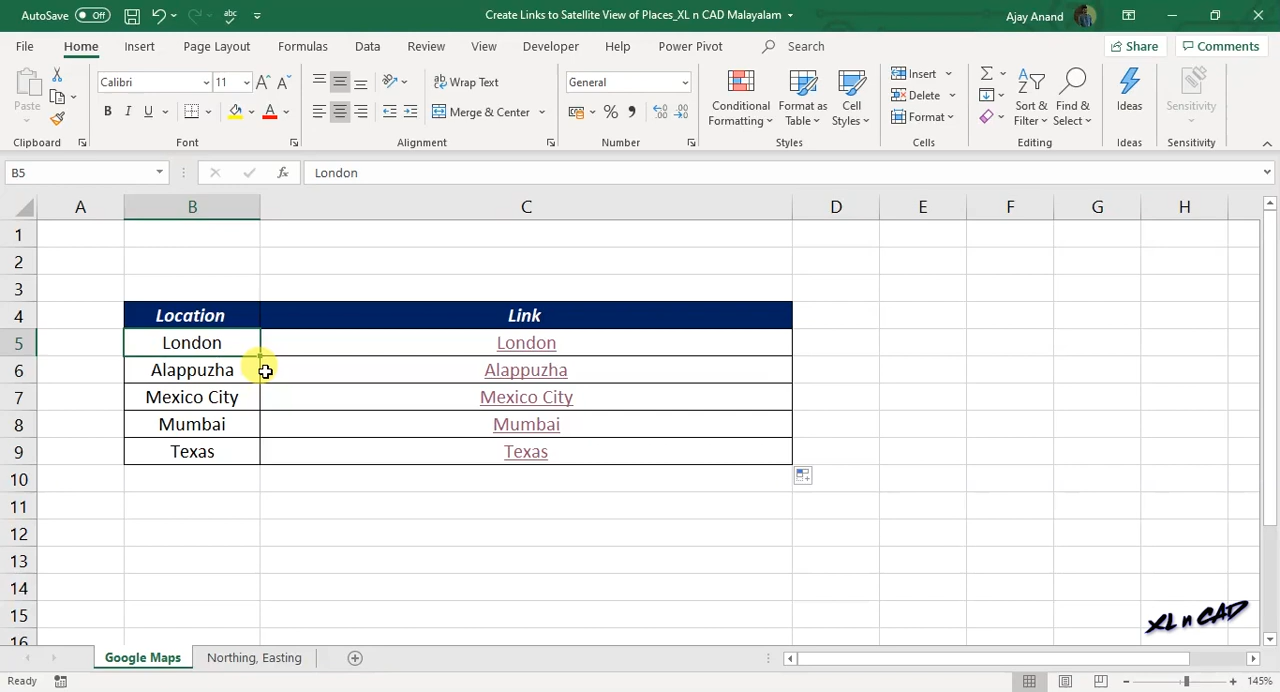 AutoSave Off Create Links to Satellite View of Places_XL n CAD Malayalam Ajay Anand
File Home Insert Page Layout Formulas Data Review View Developer Help Power Pivot Search Share Comments
Paste
Clipboard
Calibri 11
B I U
Font
Wrap Text
Merge & Center
Alignment
General
Number
Conditional Formatting
Format as Table
Cell Styles
Styles
Insert
Delete
Format
Cells
Sort & Filter
Find & Select
Editing
Ideas
Ideas
Sensitivity
Sensitivity
B5 fx London
A B C D E F G H
1
2
3
4 Location Link
5 London London
6 Alappuzha Alappuzha
7 Mexico City Mexico City
8 Mumbai Mumbai
9 Texas Texas
10
11
12
13
14
15
16
XL n CAD
Google Maps Northing, Easting
Ready 145%